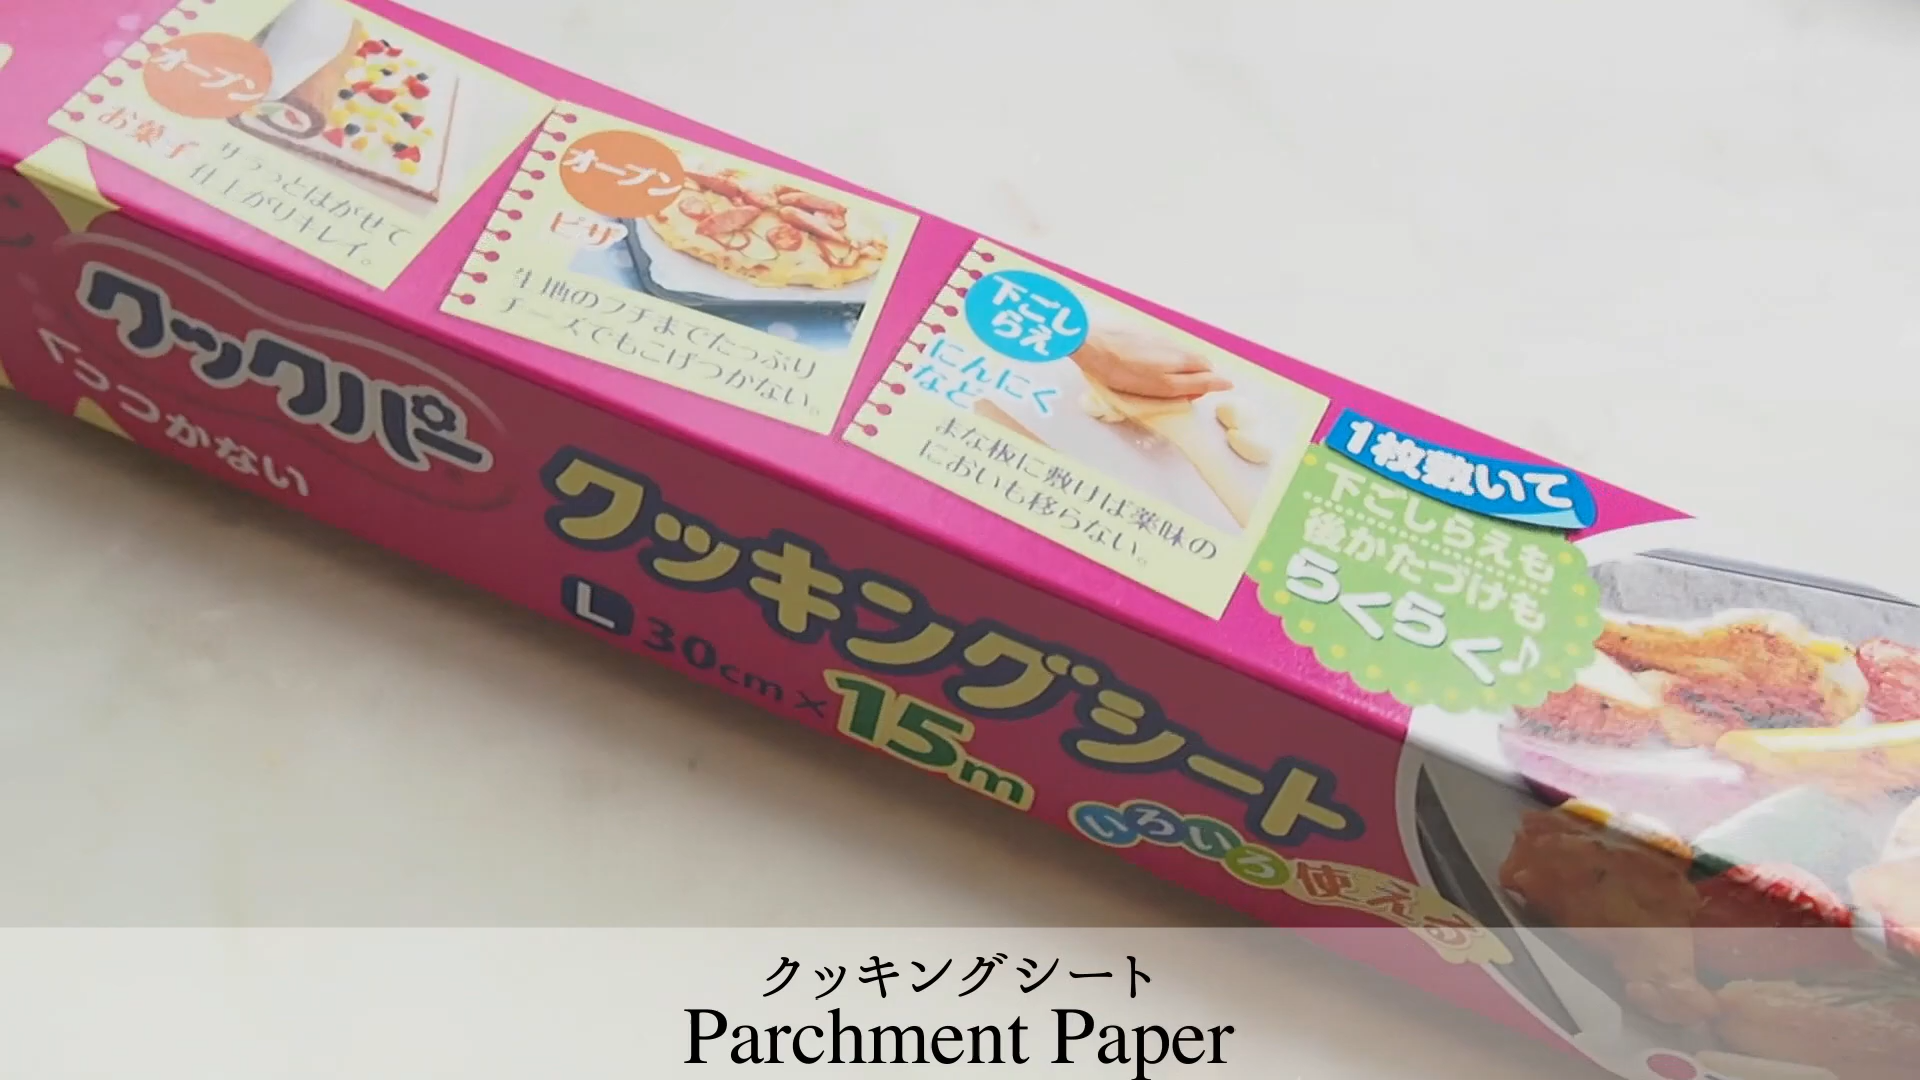 オーブン
お菓子
サラっとはがせて
仕上がりキレイ。
オーブン
ピザ
生地のフチまでたっぷり
チーズでもこげつかない。
下ごし
らえ
にんにく
など
まな板に敷けば薬味の
においも移らない。
1枚敷いて
下ごしらえも
後かたづけも
らくらく♪
クックパー
くっつかない
クッキングシート
L 30cm×15m
いろいろ使える
クッキングシート
Parchment Paper